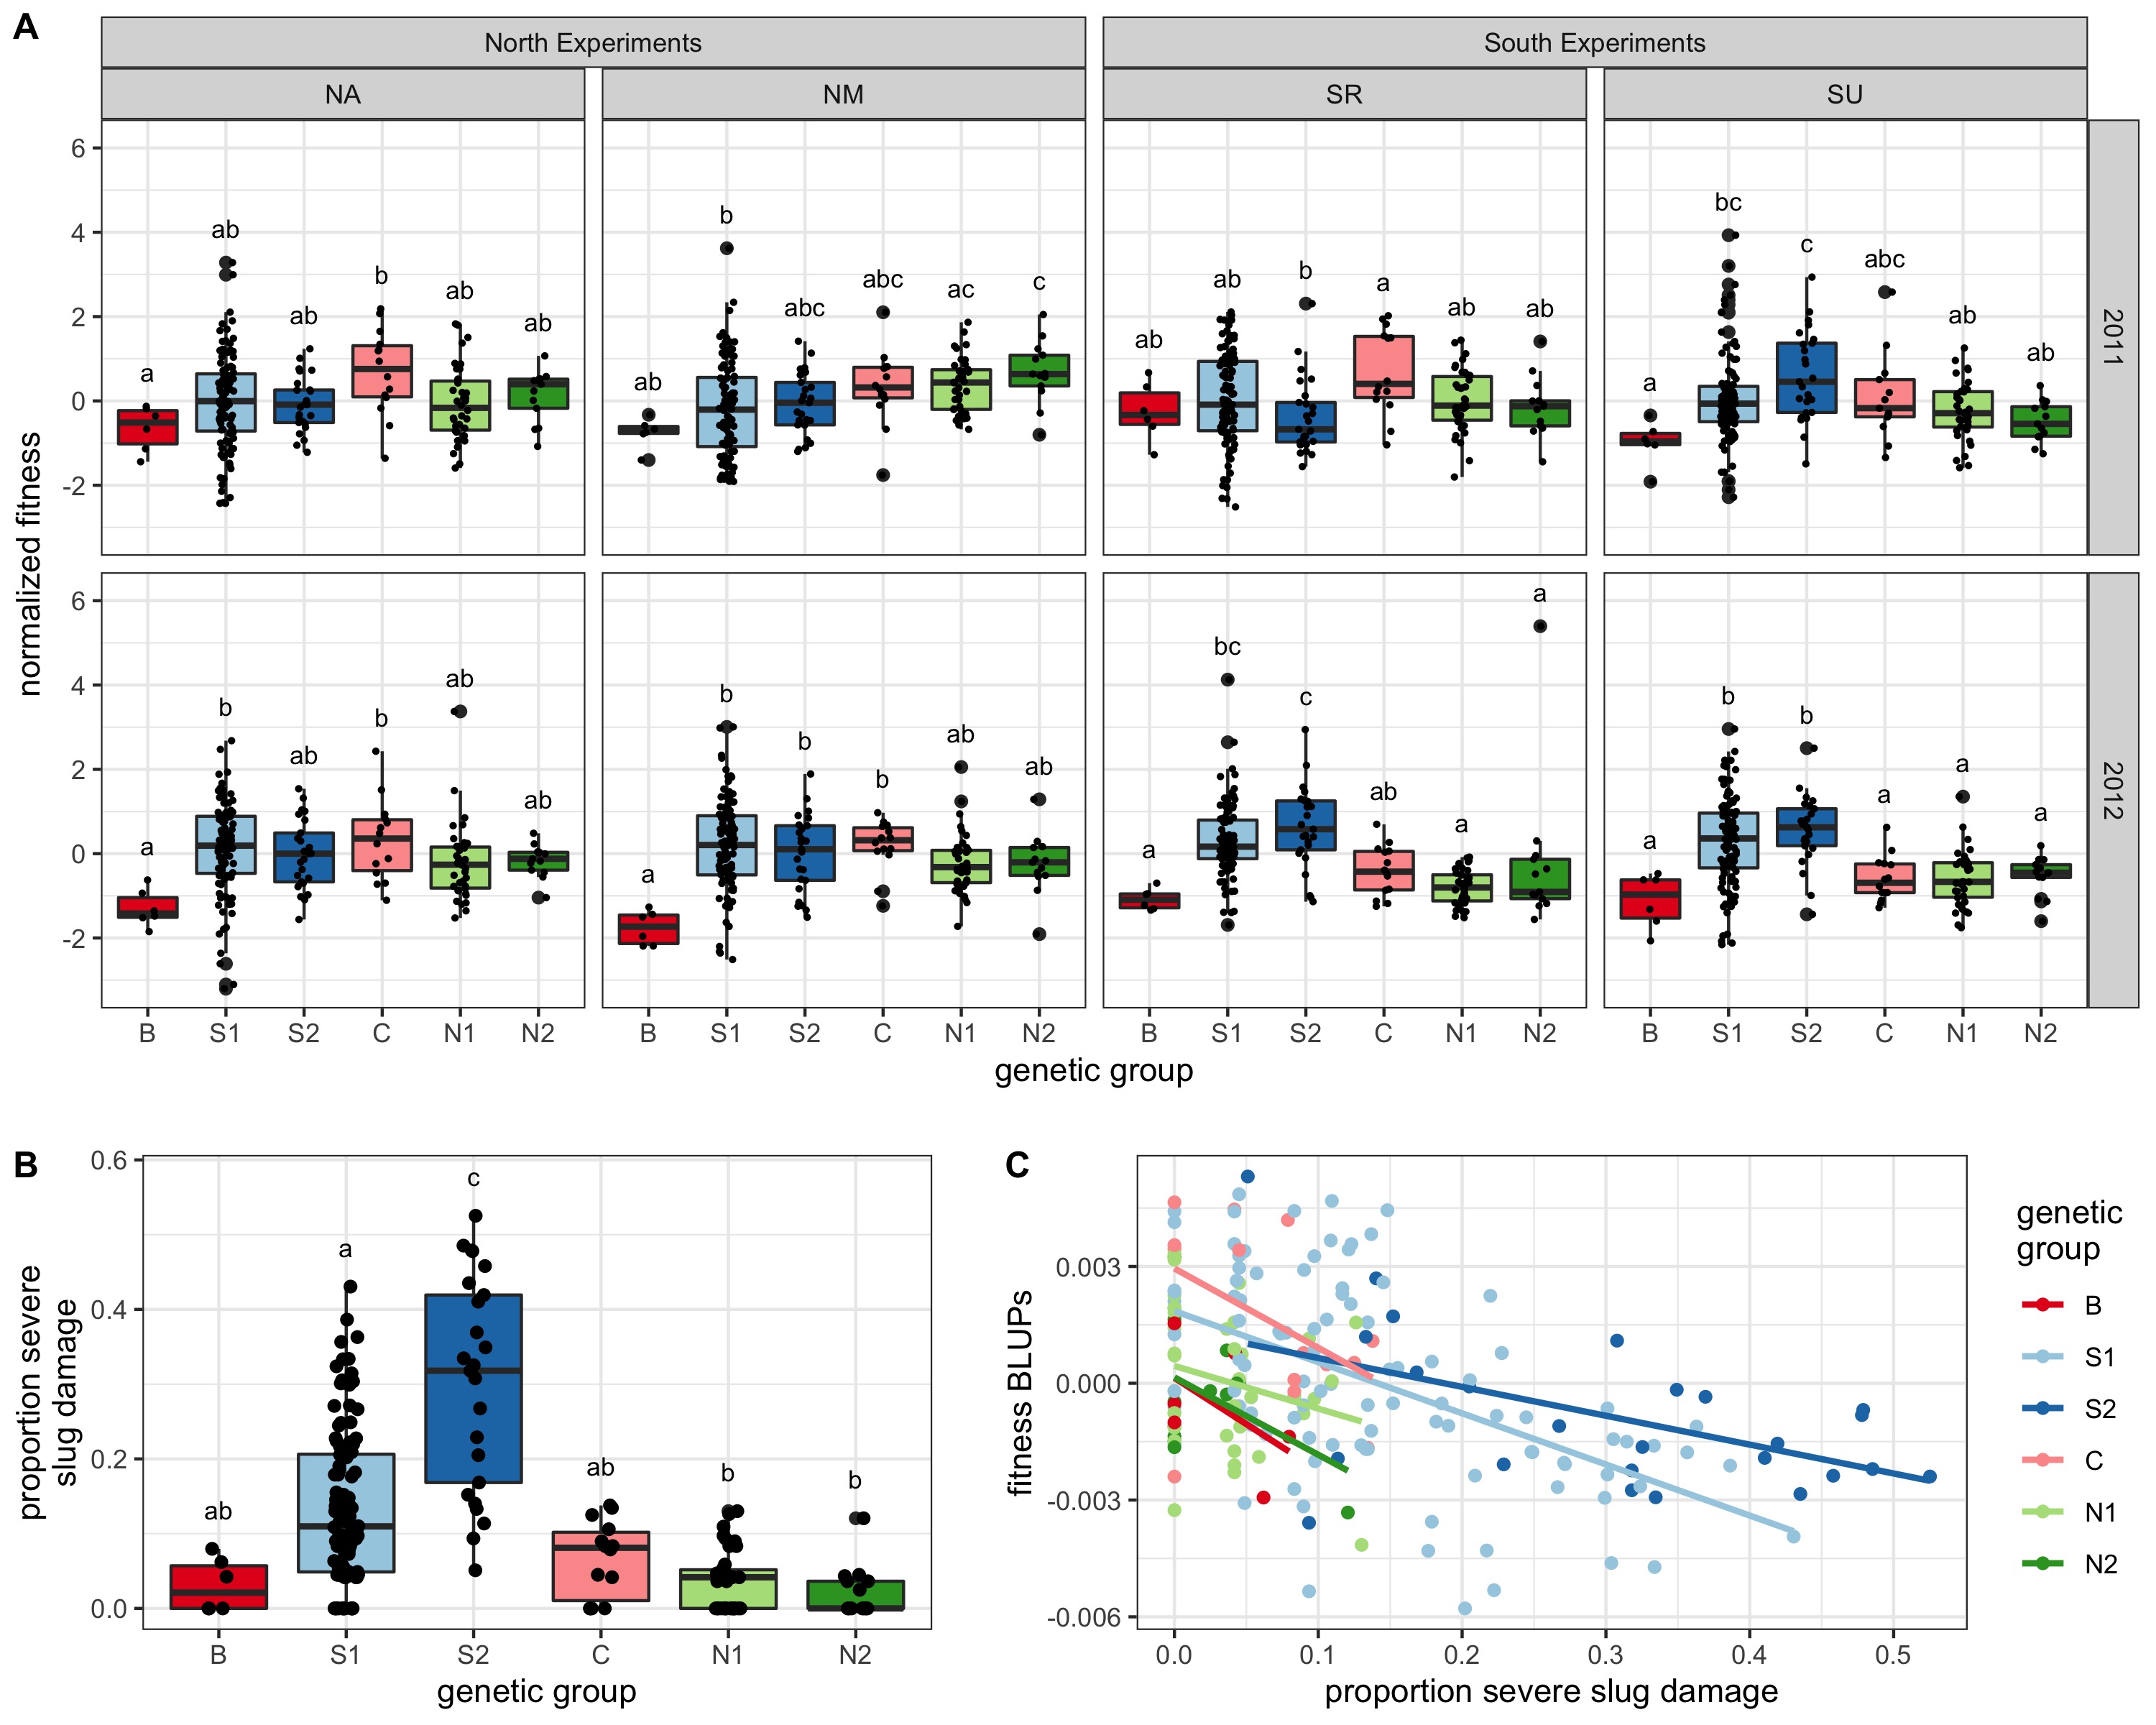 A
North Experiments South Experiments
NA NM SR SU
6
4
2
0
-2
a ab ab b ab ab
ab b abc abc ac c
ab ab b a ab ab
a bc c abc ab ab
2011
6
4
2
0
-2
a b ab b ab ab
a b b b ab ab
a bc c ab a a
a b b a a a
2012
normalized fitness
B S1 S2 C N1 N2 B S1 S2 C N1 N2 B S1 S2 C N1 N2 B S1 S2 C N1 N2
genetic group
B
0.6
0.4
0.2
0.0
proportion severe
slug damage
ab a c ab b b
B S1 S2 C N1 N2
genetic group
C
0.003
0.000
-0.003
-0.006
fitness BLUPs
0.0 0.1 0.2 0.3 0.4 0.5
proportion severe slug damage
genetic
group
B
S1
S2
C
N1
N2